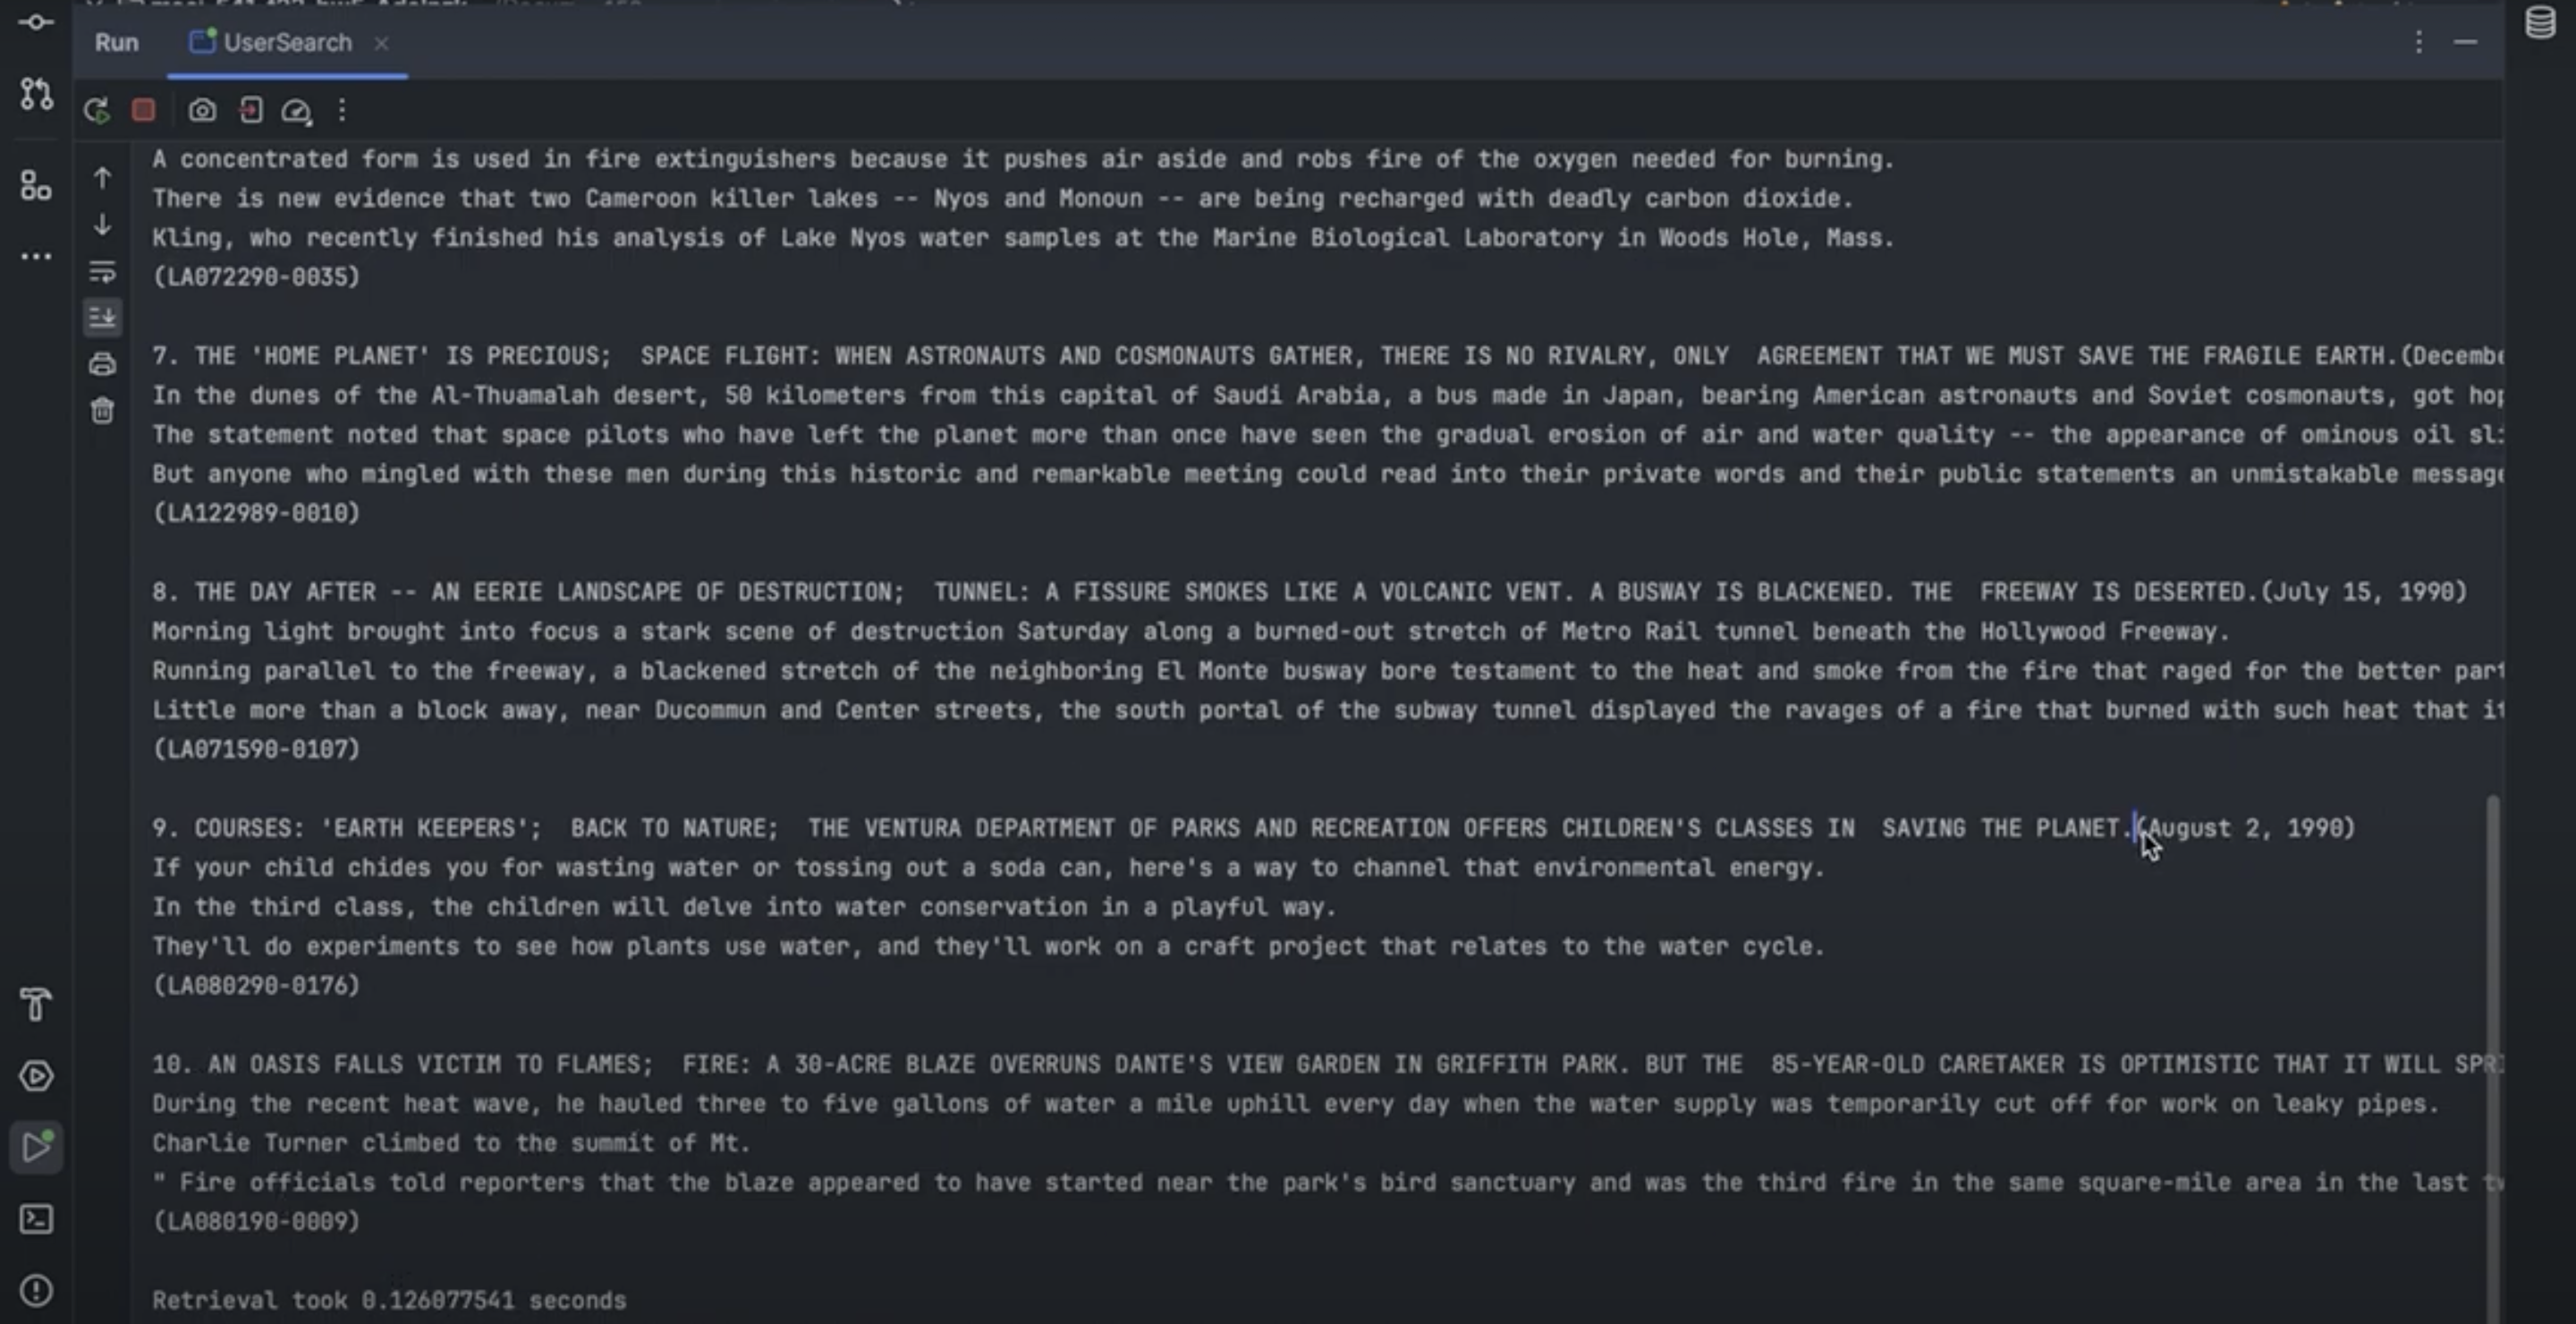 Run UserSearch
A concentrated form is used in fire extinguishers because it pushes air aside and robs fire of the oxygen needed for burning.
There is new evidence that two Cameroon killer lakes -- Nyos and Monoun -- are being recharged with deadly carbon dioxide.
Kling, who recently finished his analysis of Lake Nyos water samples at the Marine Biological Laboratory in Woods Hole, Mass.
(LA072290-0035)
7. THE 'HOME PLANET' IS PRECIOUS;  SPACE FLIGHT: WHEN ASTRONAUTS AND COSMONAUTS GATHER, THERE IS NO RIVALRY, ONLY  AGREEMENT THAT WE MUST SAVE THE FRAGILE EARTH.(Decembe
In the dunes of the Al-Thuamalah desert, 50 kilometers from this capital of Saudi Arabia, a bus made in Japan, bearing American astronauts and Soviet cosmonauts, got
The statement noted that space pilots who have left the planet more than once have seen the gradual erosion of air and water quality -- the appearance of ominous oil
But anyone who mingled with these men during this historic and remarkable meeting could read into their private words and their public statements an unmistakable message
(LA122989-0010)
8. THE DAY AFTER -- AN EERIE LANDSCAPE OF DESTRUCTION;  TUNNEL: A FISSURE SMOKES LIKE A VOLCANIC VENT. A BUSWAY IS BLACKENED. THE  FREEWAY IS DESERTED.(July 15, 1990)
Morning light brought into focus a stark scene of destruction Saturday along a burned-out stretch of Metro Rail tunnel beneath the Hollywood Freeway.
Running parallel to the freeway, a blackened stretch of the neighboring El Monte busway bore testament to the heat and smoke from the fire that raged for the better part
Little more than a block away, near Ducommun and Center streets, the south portal of the subway tunnel displayed the ravages of a fire that burned with such heat that it
(LA071590-0107)
9. COURSES: 'EARTH KEEPERS';  BACK TO NATURE;  THE VENTURA DEPARTMENT OF PARKS AND RECREATION OFFERS CHILDREN'S CLASSES IN  SAVING THE PLANET.(August 2, 1990)
If your child chides you for wasting water or tossing out a soda can, here's a way to channel that environmental energy.
In the third class, the children will delve into water conservation in a playful way.
They'll do experiments to see how plants use water, and they'll work on a craft project that relates to the water cycle.
(LA080290-0176)
10. AN OASIS FALLS VICTIM TO FLAMES;  FIRE: A 30-ACRE BLAZE OVERRUNS DANTE'S VIEW GARDEN IN GRIFFITH PARK. BUT THE  85-YEAR-OLD CARETAKER IS OPTIMISTIC THAT IT WILL SPR
During the recent heat wave, he hauled three to five gallons of water a mile uphill every day when the water supply was temporarily cut off for work on leaky pipes.
Charlie Turner climbed to the summit of Mt.
" Fire officials told reporters that the blaze appeared to have started near the park's bird sanctuary and was the third fire in the same square-mile area in the last
(LA080190-0009)
Retrieval took 0.126077541 seconds